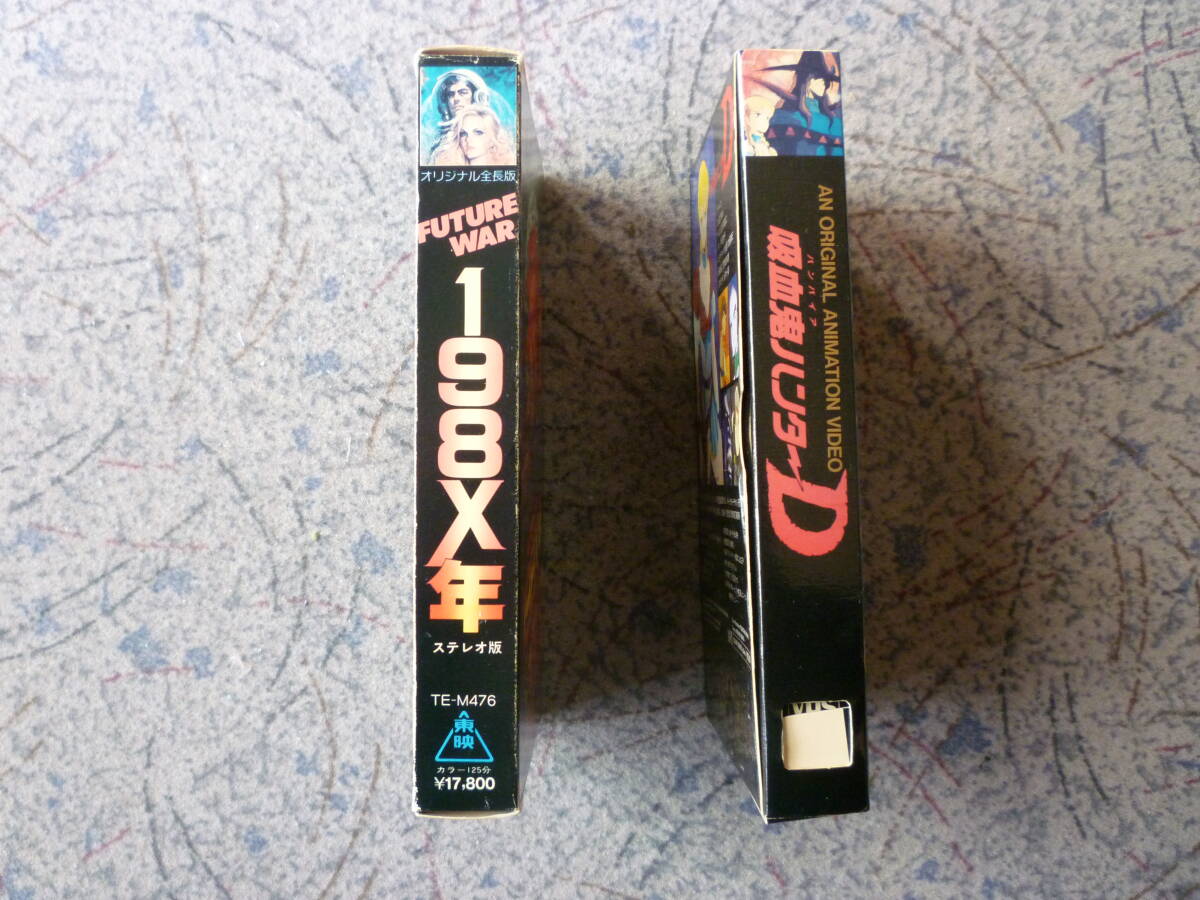 オリジナル全長版
FUTURE
WAR
198X年
ステレオ版
TE-M476
東映
カラー125分
¥17,800
AN ORIGINAL ANIMATION VIDEO
バンパイア
吸血鬼ハンターD
VHS